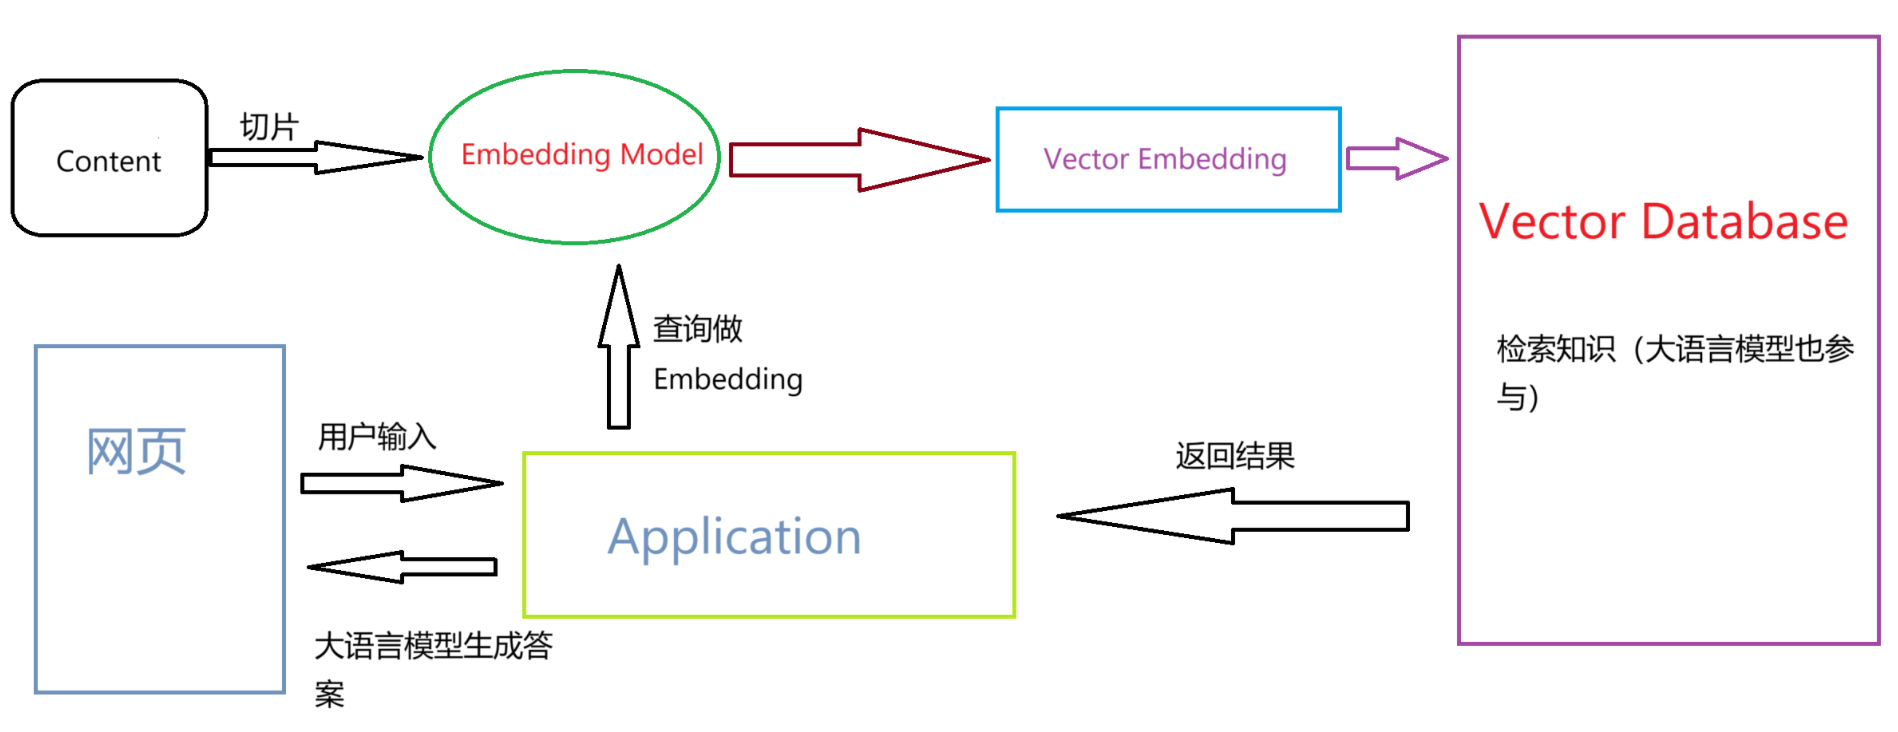 切片
Content
Embedding Model
Vector Embedding
Vector Database
检索知识（大语言模型也参
与）
查询做
Embedding
网页
用户输入
Application
返回结果
大语言模型生成答
案